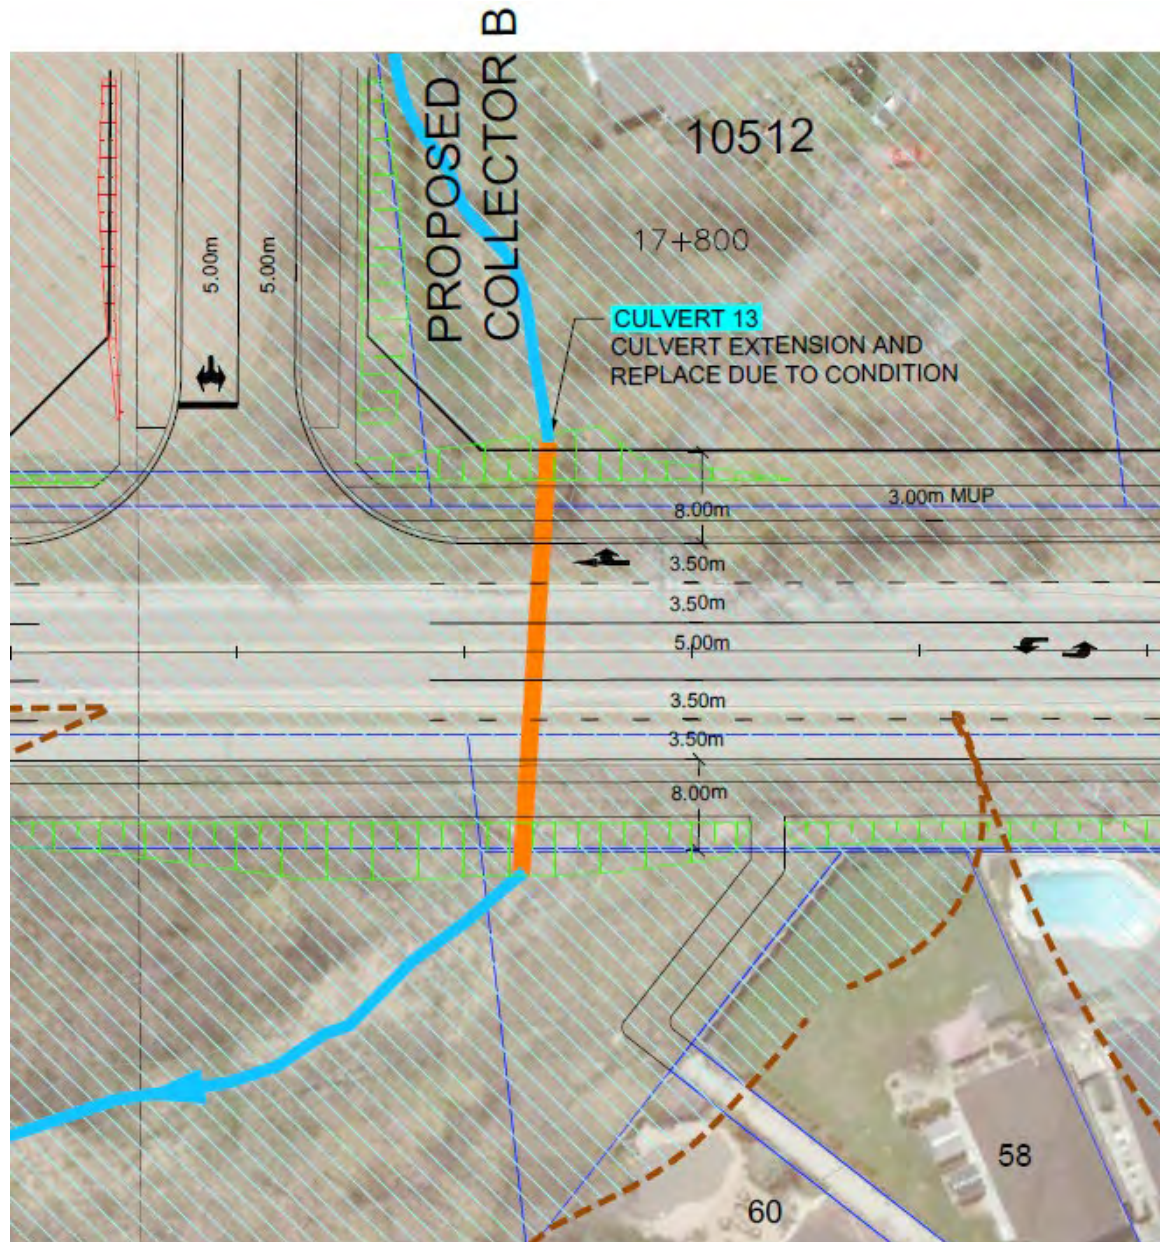 PROPOSED
COLLECTOR B
10512
17+800
5.00m
5.00m
CULVERT 13
CULVERT EXTENSION AND
REPLACE DUE TO CONDITION
3.00m MUP
8.00m
3.50m
3.50m
5.00m
3.50m
3.50m
8.00m
58
60